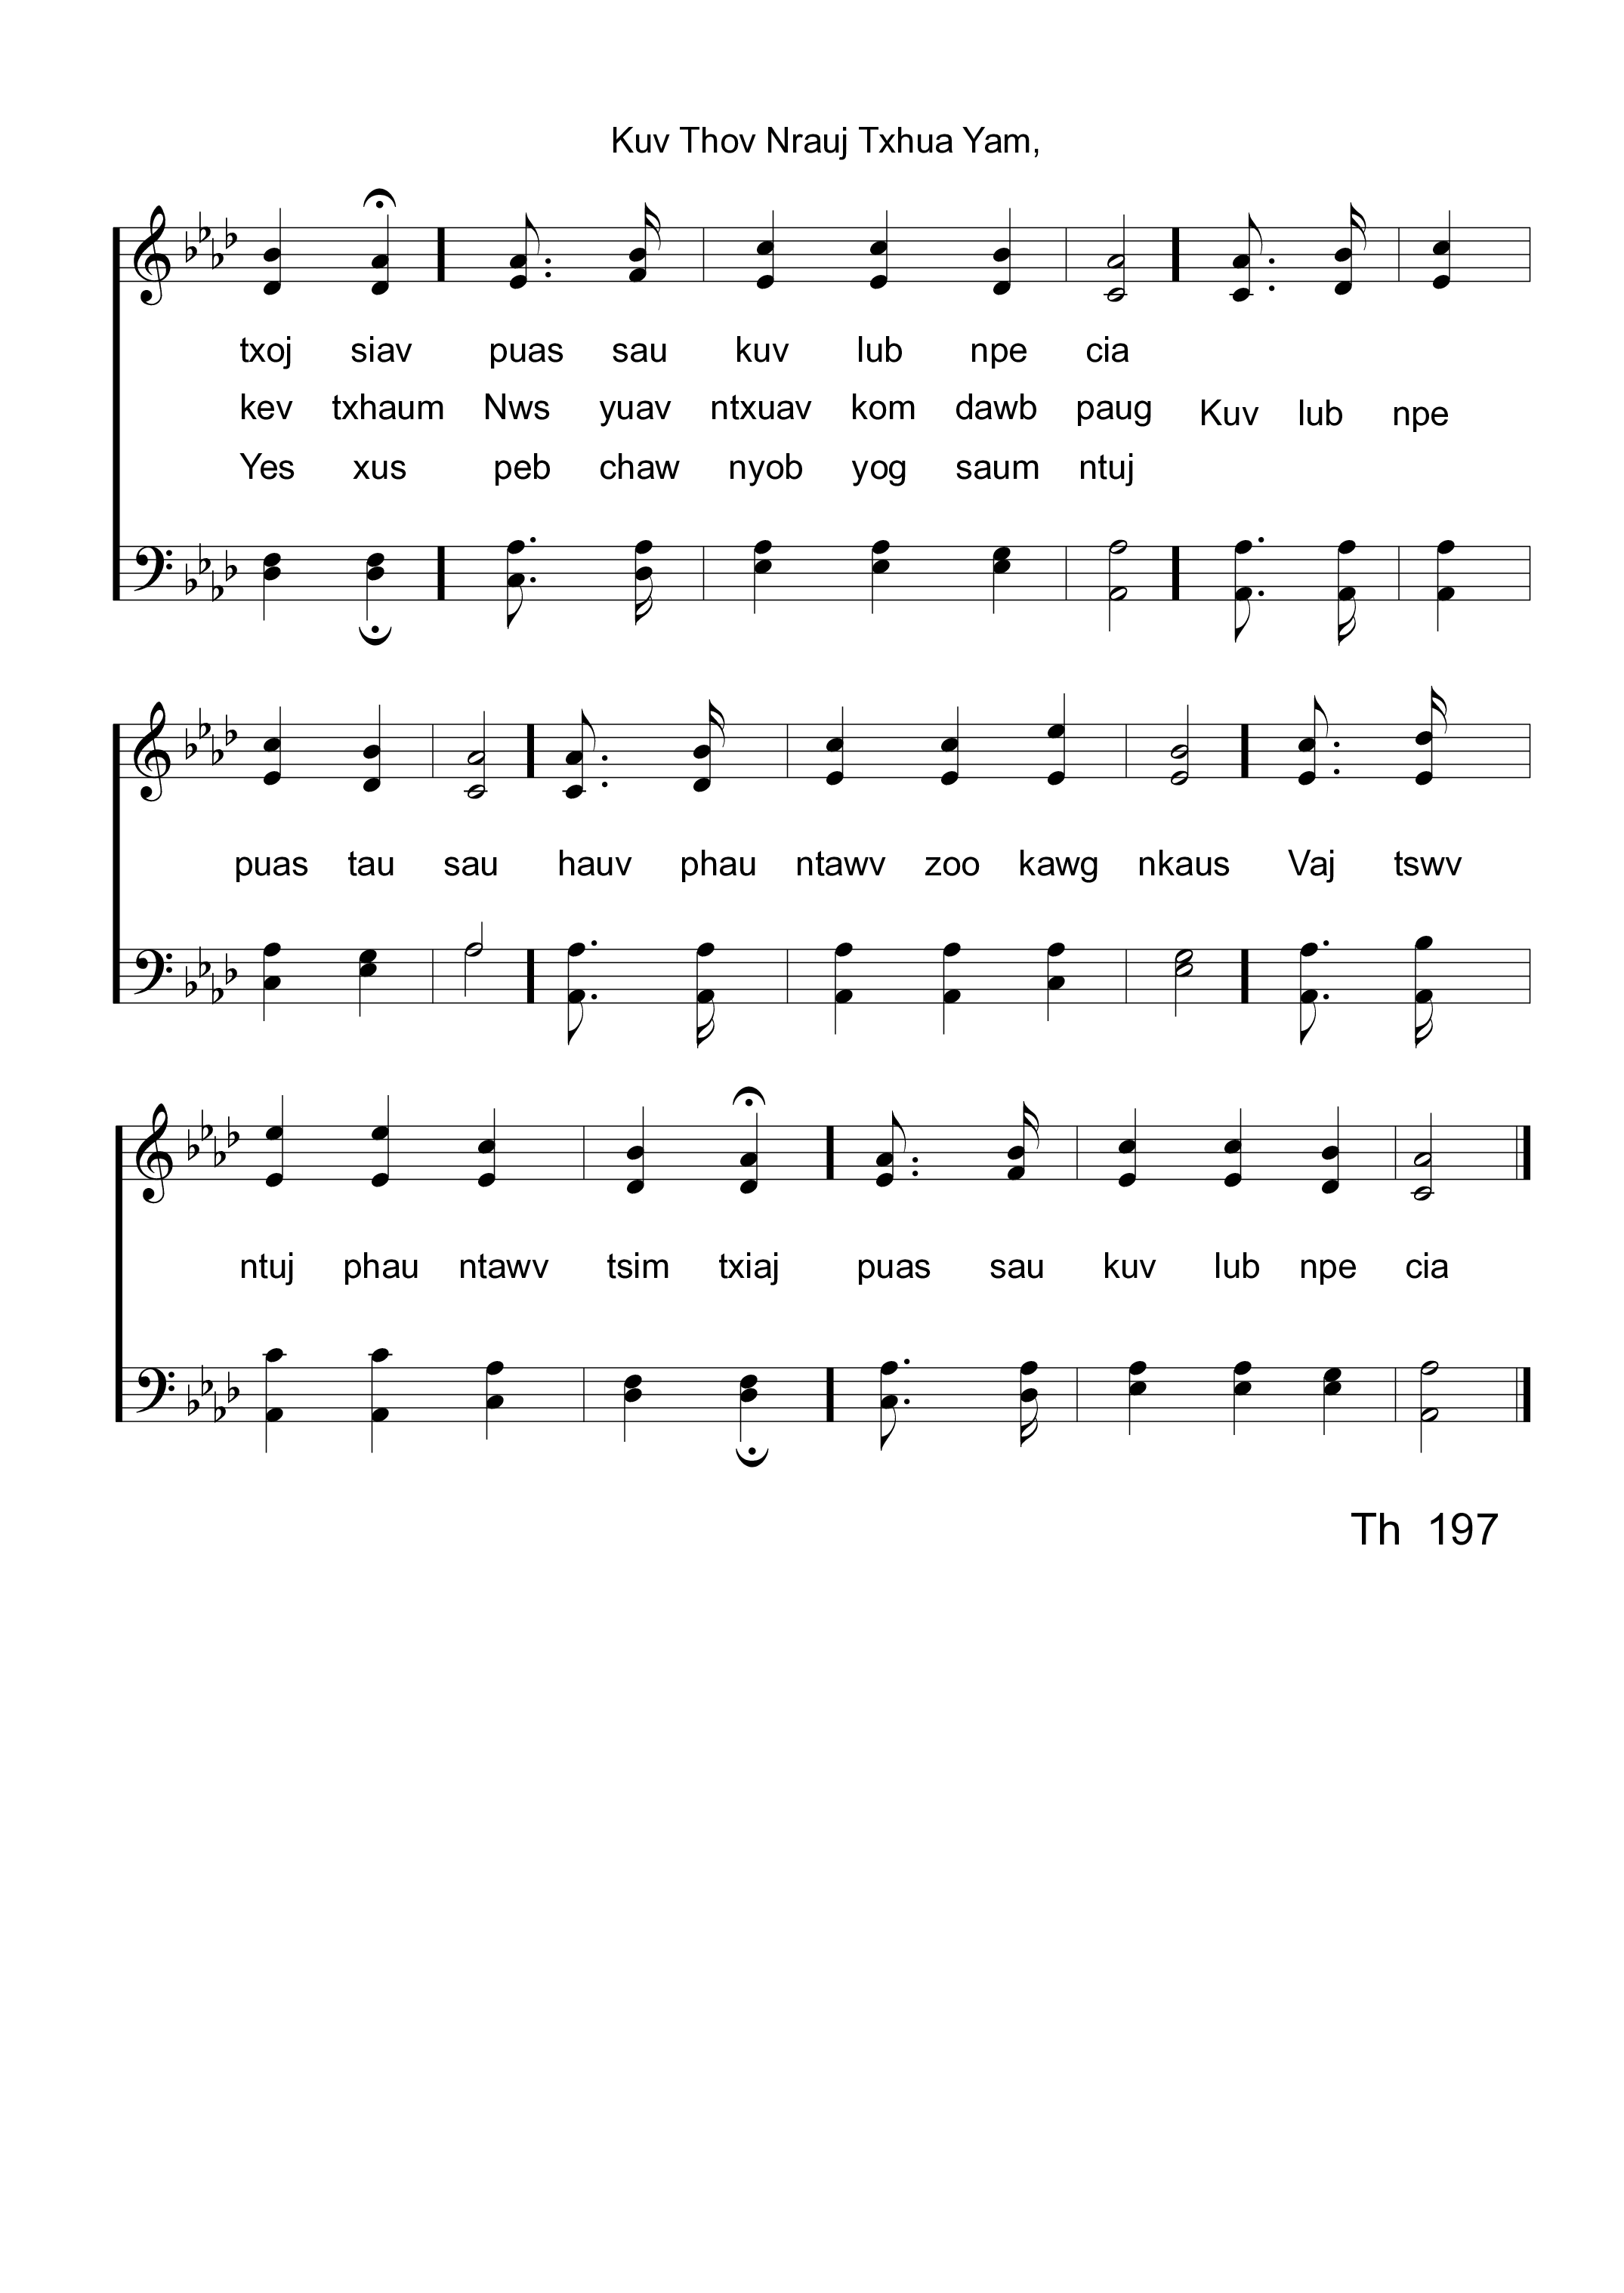 Kuv Thov Nrauj Txhua Yam,
txoj siav puas sau kuv lub npe cia
kev txhaum Nws yuav ntxuav kom dawb paug Kuv lub npe
Yes xus peb chaw nyob yog saum ntuj
puas tau sau hauv phau ntawv zoo kawg nkaus Vaj tswv
ntuj phau ntawv tsim txiaj puas sau kuv lub npe cia
Th 197